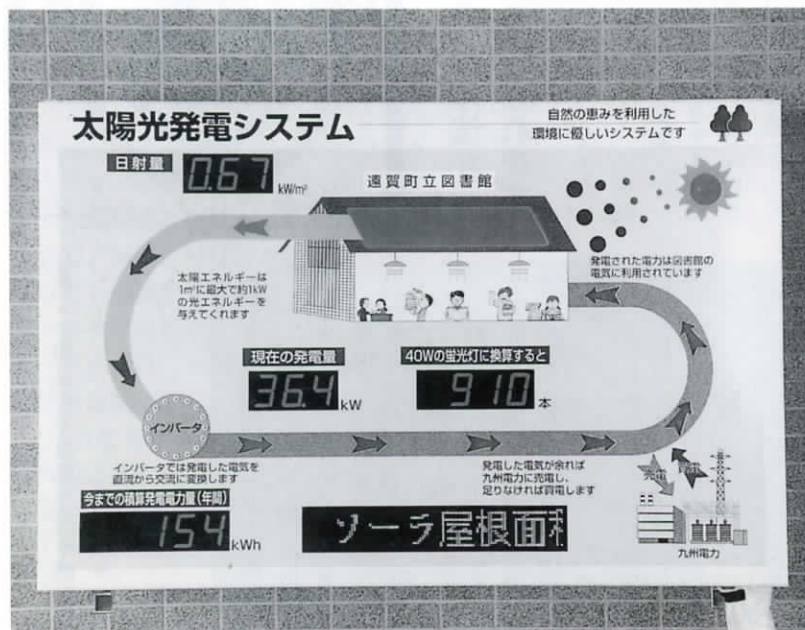 太陽光発電システム
自然の恵みを利用した
環境に優しいシステムです
日射量
0.67
kW/m²
遠賀町立図書館
太陽エネルギーは
1m²に最大で約1kW
の光エネルギーを
与えてくれます
発電された電力は図書館の
電気に利用されています
現在の発電量
36.4
kW
40Wの蛍光灯に換算すると
910
本
インバータ
インバータでは発電した電気を
直流から交流に変換します
発電した電気が余れば
九州電力に売電し、
足りなければ買電します
売電
今までの積算発電電力量(年間)
154
kWh
ソーラ屋根面
九州電力